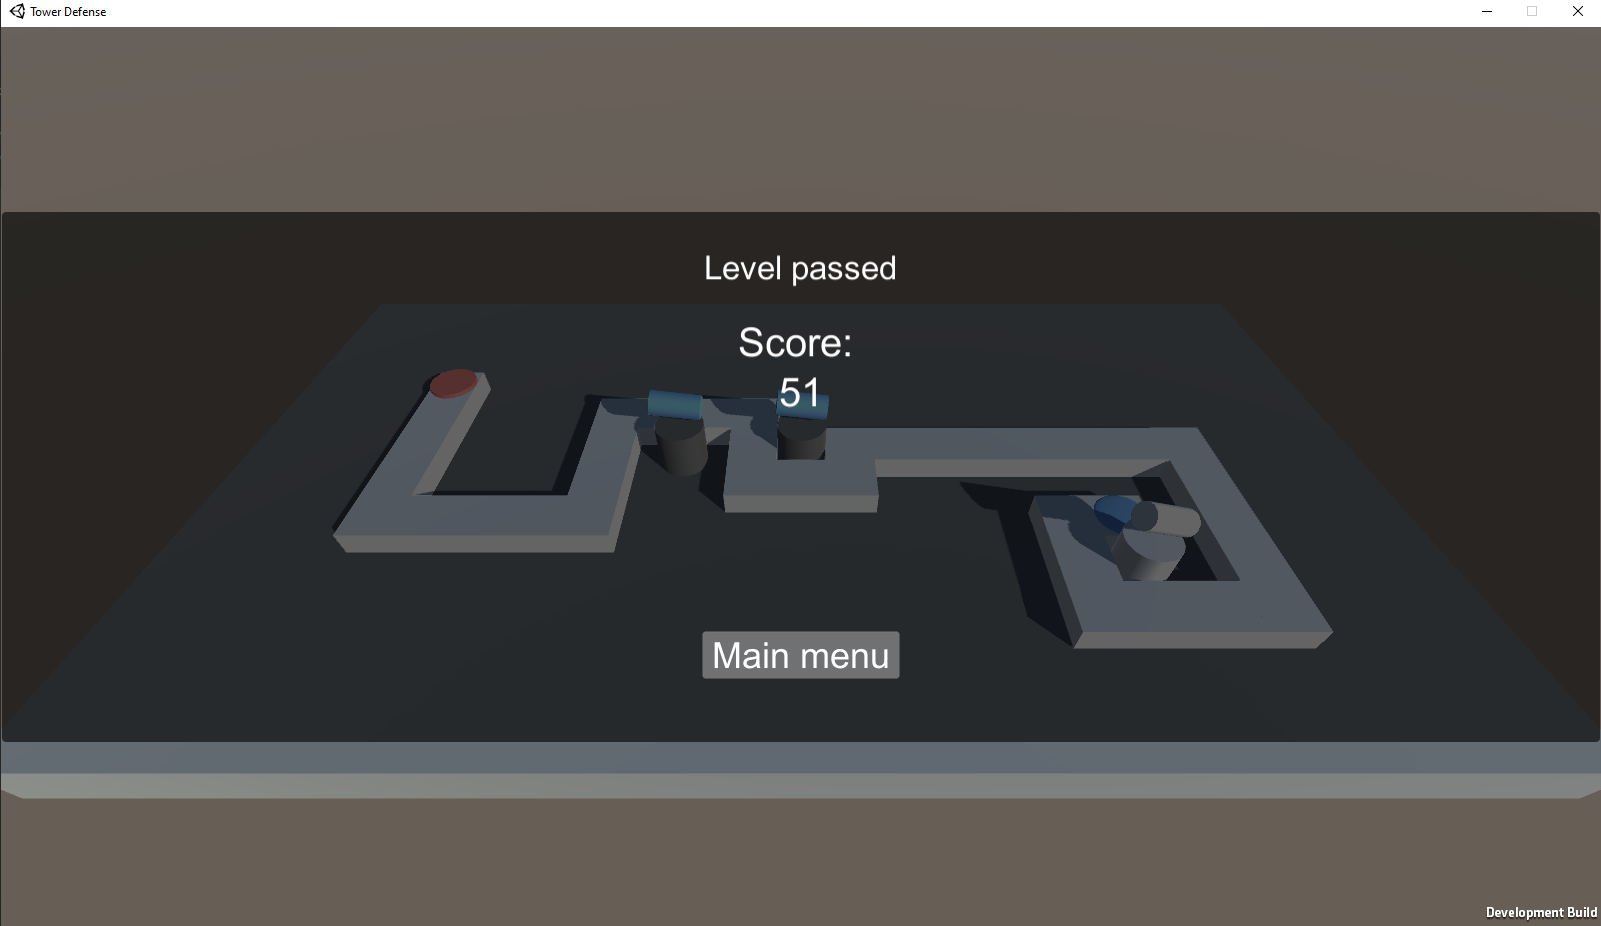 Tower Defense
Level passed
Score:
51
Main menu
Development Build